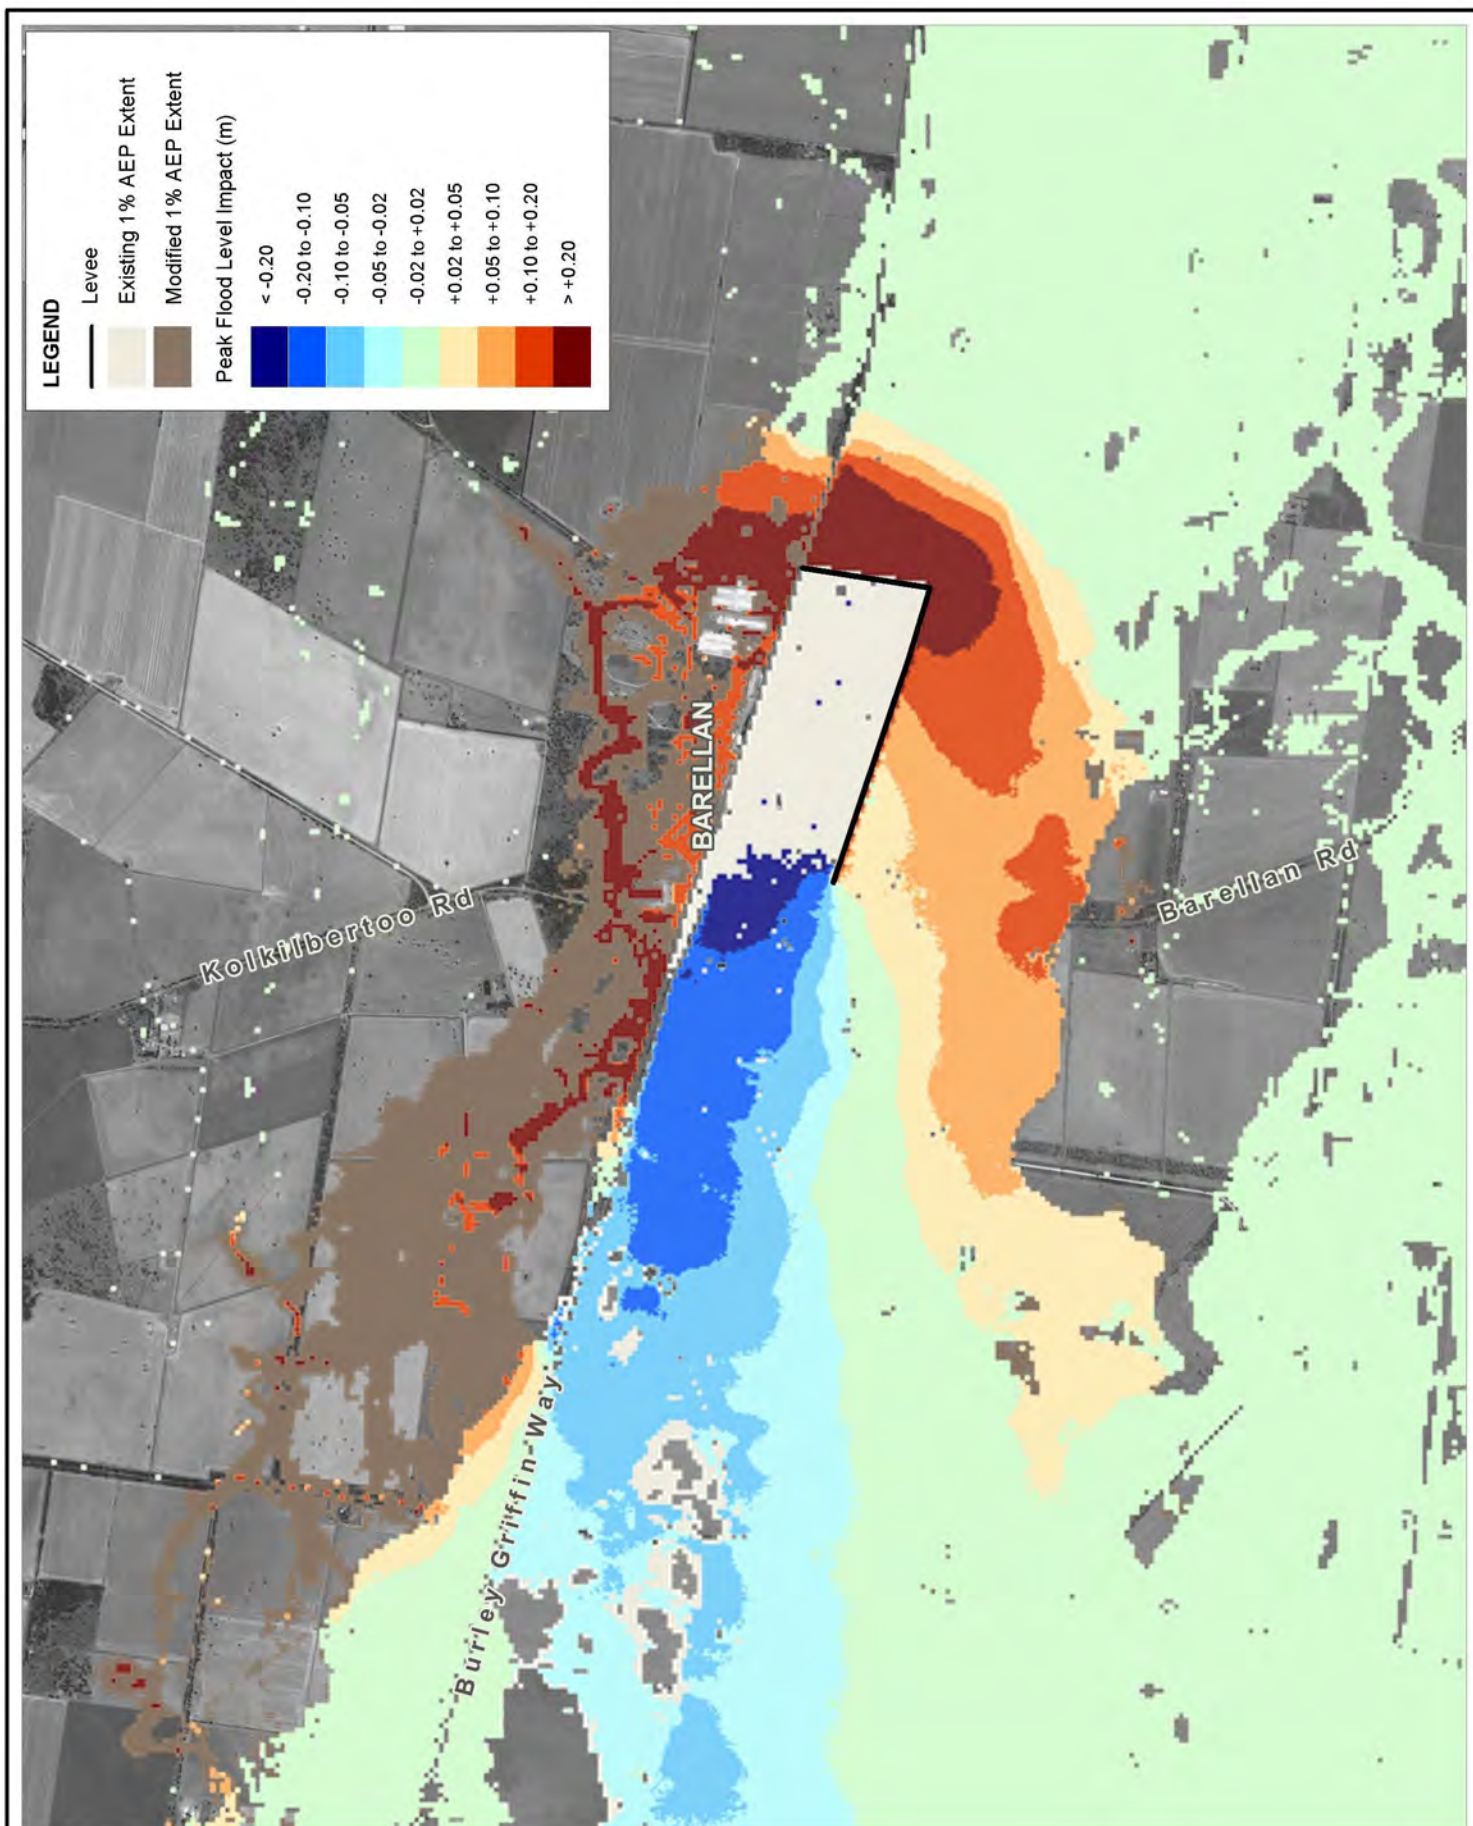 LEGEND
Levee
Existing 1% AEP Extent
Modified 1% AEP Extent
Peak Flood Level Impact (m)
< -0.20
-0.20 to -0.10
-0.10 to -0.05
-0.05 to -0.02
-0.02 to +0.02
+0.02 to +0.05
+0.05 to +0.10
+0.10 to +0.20
> +0.20
Kolkilbertoo Rd
BARELLAN
Barellan Rd
Burley Griffin Way